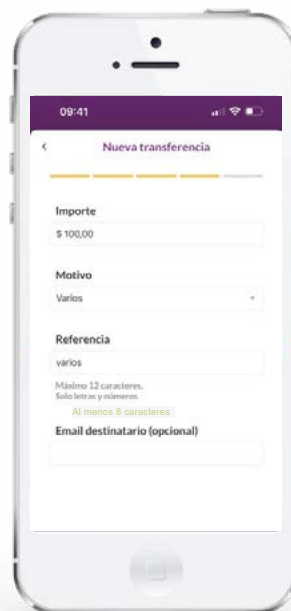 09:41
Nueva transferencia
Importe
$ 100,00
Motivo
Varios
Referencia
varios
Máximo 12 caracteres.
Solo letras y números
Al menos 8 caracteres
Email destinatario (opcional)